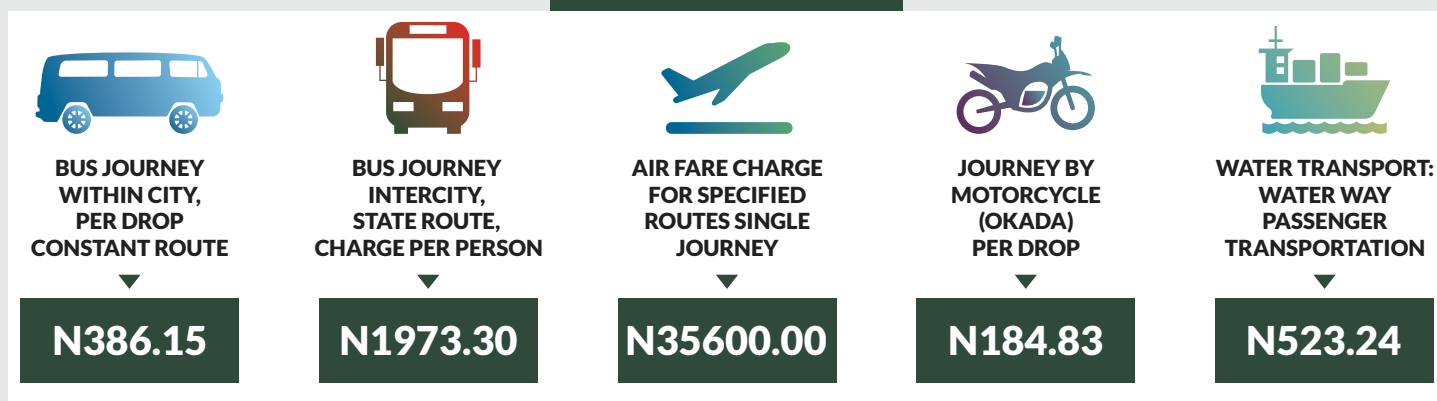 BUS JOURNEY
WITHIN CITY,
PER DROP
CONSTANT ROUTE
N386.15
BUS JOURNEY
INTERCITY,
STATE ROUTE,
CHARGE PER PERSON
N1973.30
AIR FARE CHARGE
FOR SPECIFIED
ROUTES SINGLE
JOURNEY
N35600.00
JOURNEY BY
MOTORCYCLE
(OKADA)
PER DROP
N184.83
WATER TRANSPORT:
WATER WAY
PASSENGER
TRANSPORTATION
N523.24